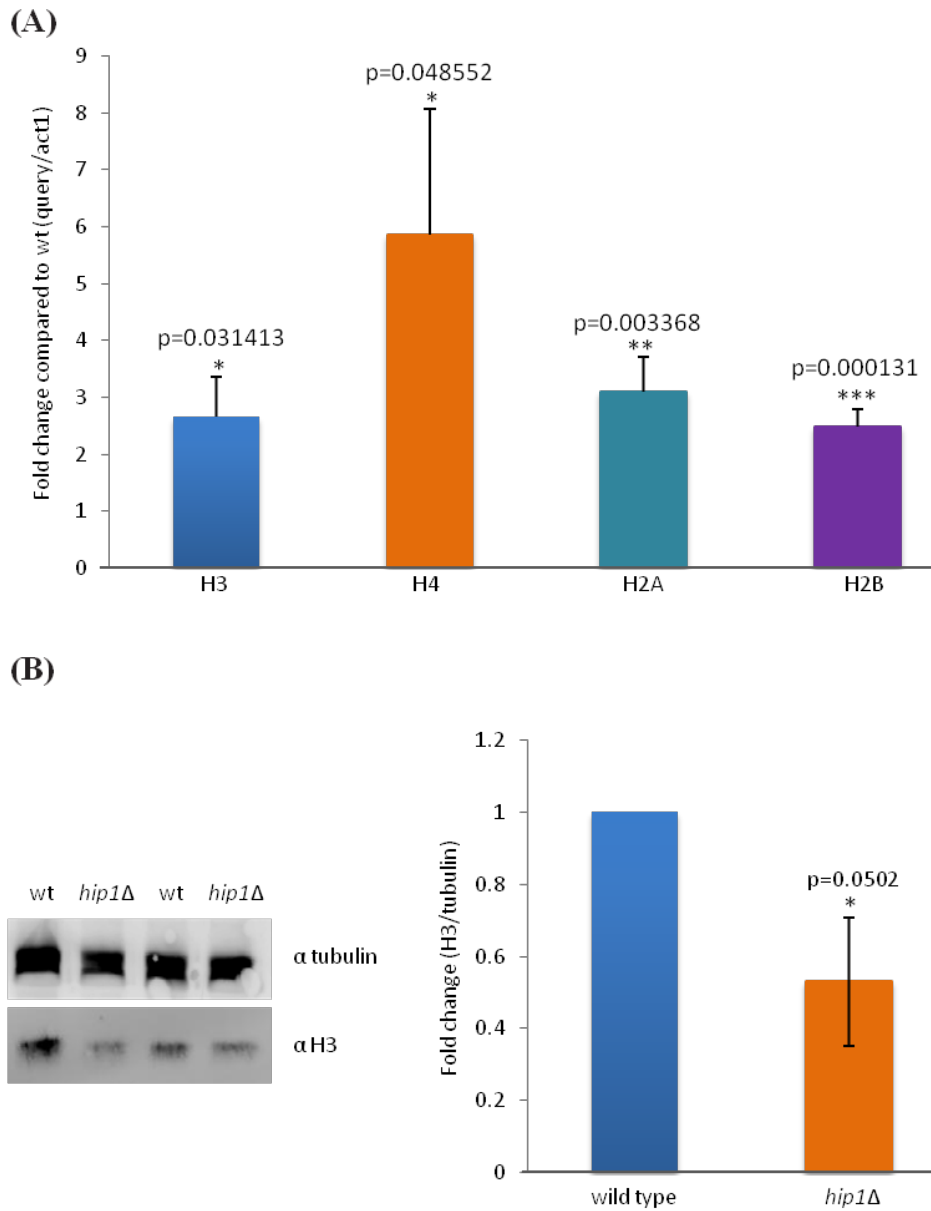 (A)
Fold change compared to wt (query/act1)
9
8
7
6
5
4
3
2
1
0
p=0.031413
*
p=0.048552
*
p=0.003368
**
p=0.000131
***
H3
H4
H2A
H2B
(B)
wt hip1Δ wt hip1Δ
α tubulin
α H3
Fold change (H3/tubulin)
1.2
1
0.8
0.6
0.4
0.2
0
p=0.0502
*
wild type
hip1Δ